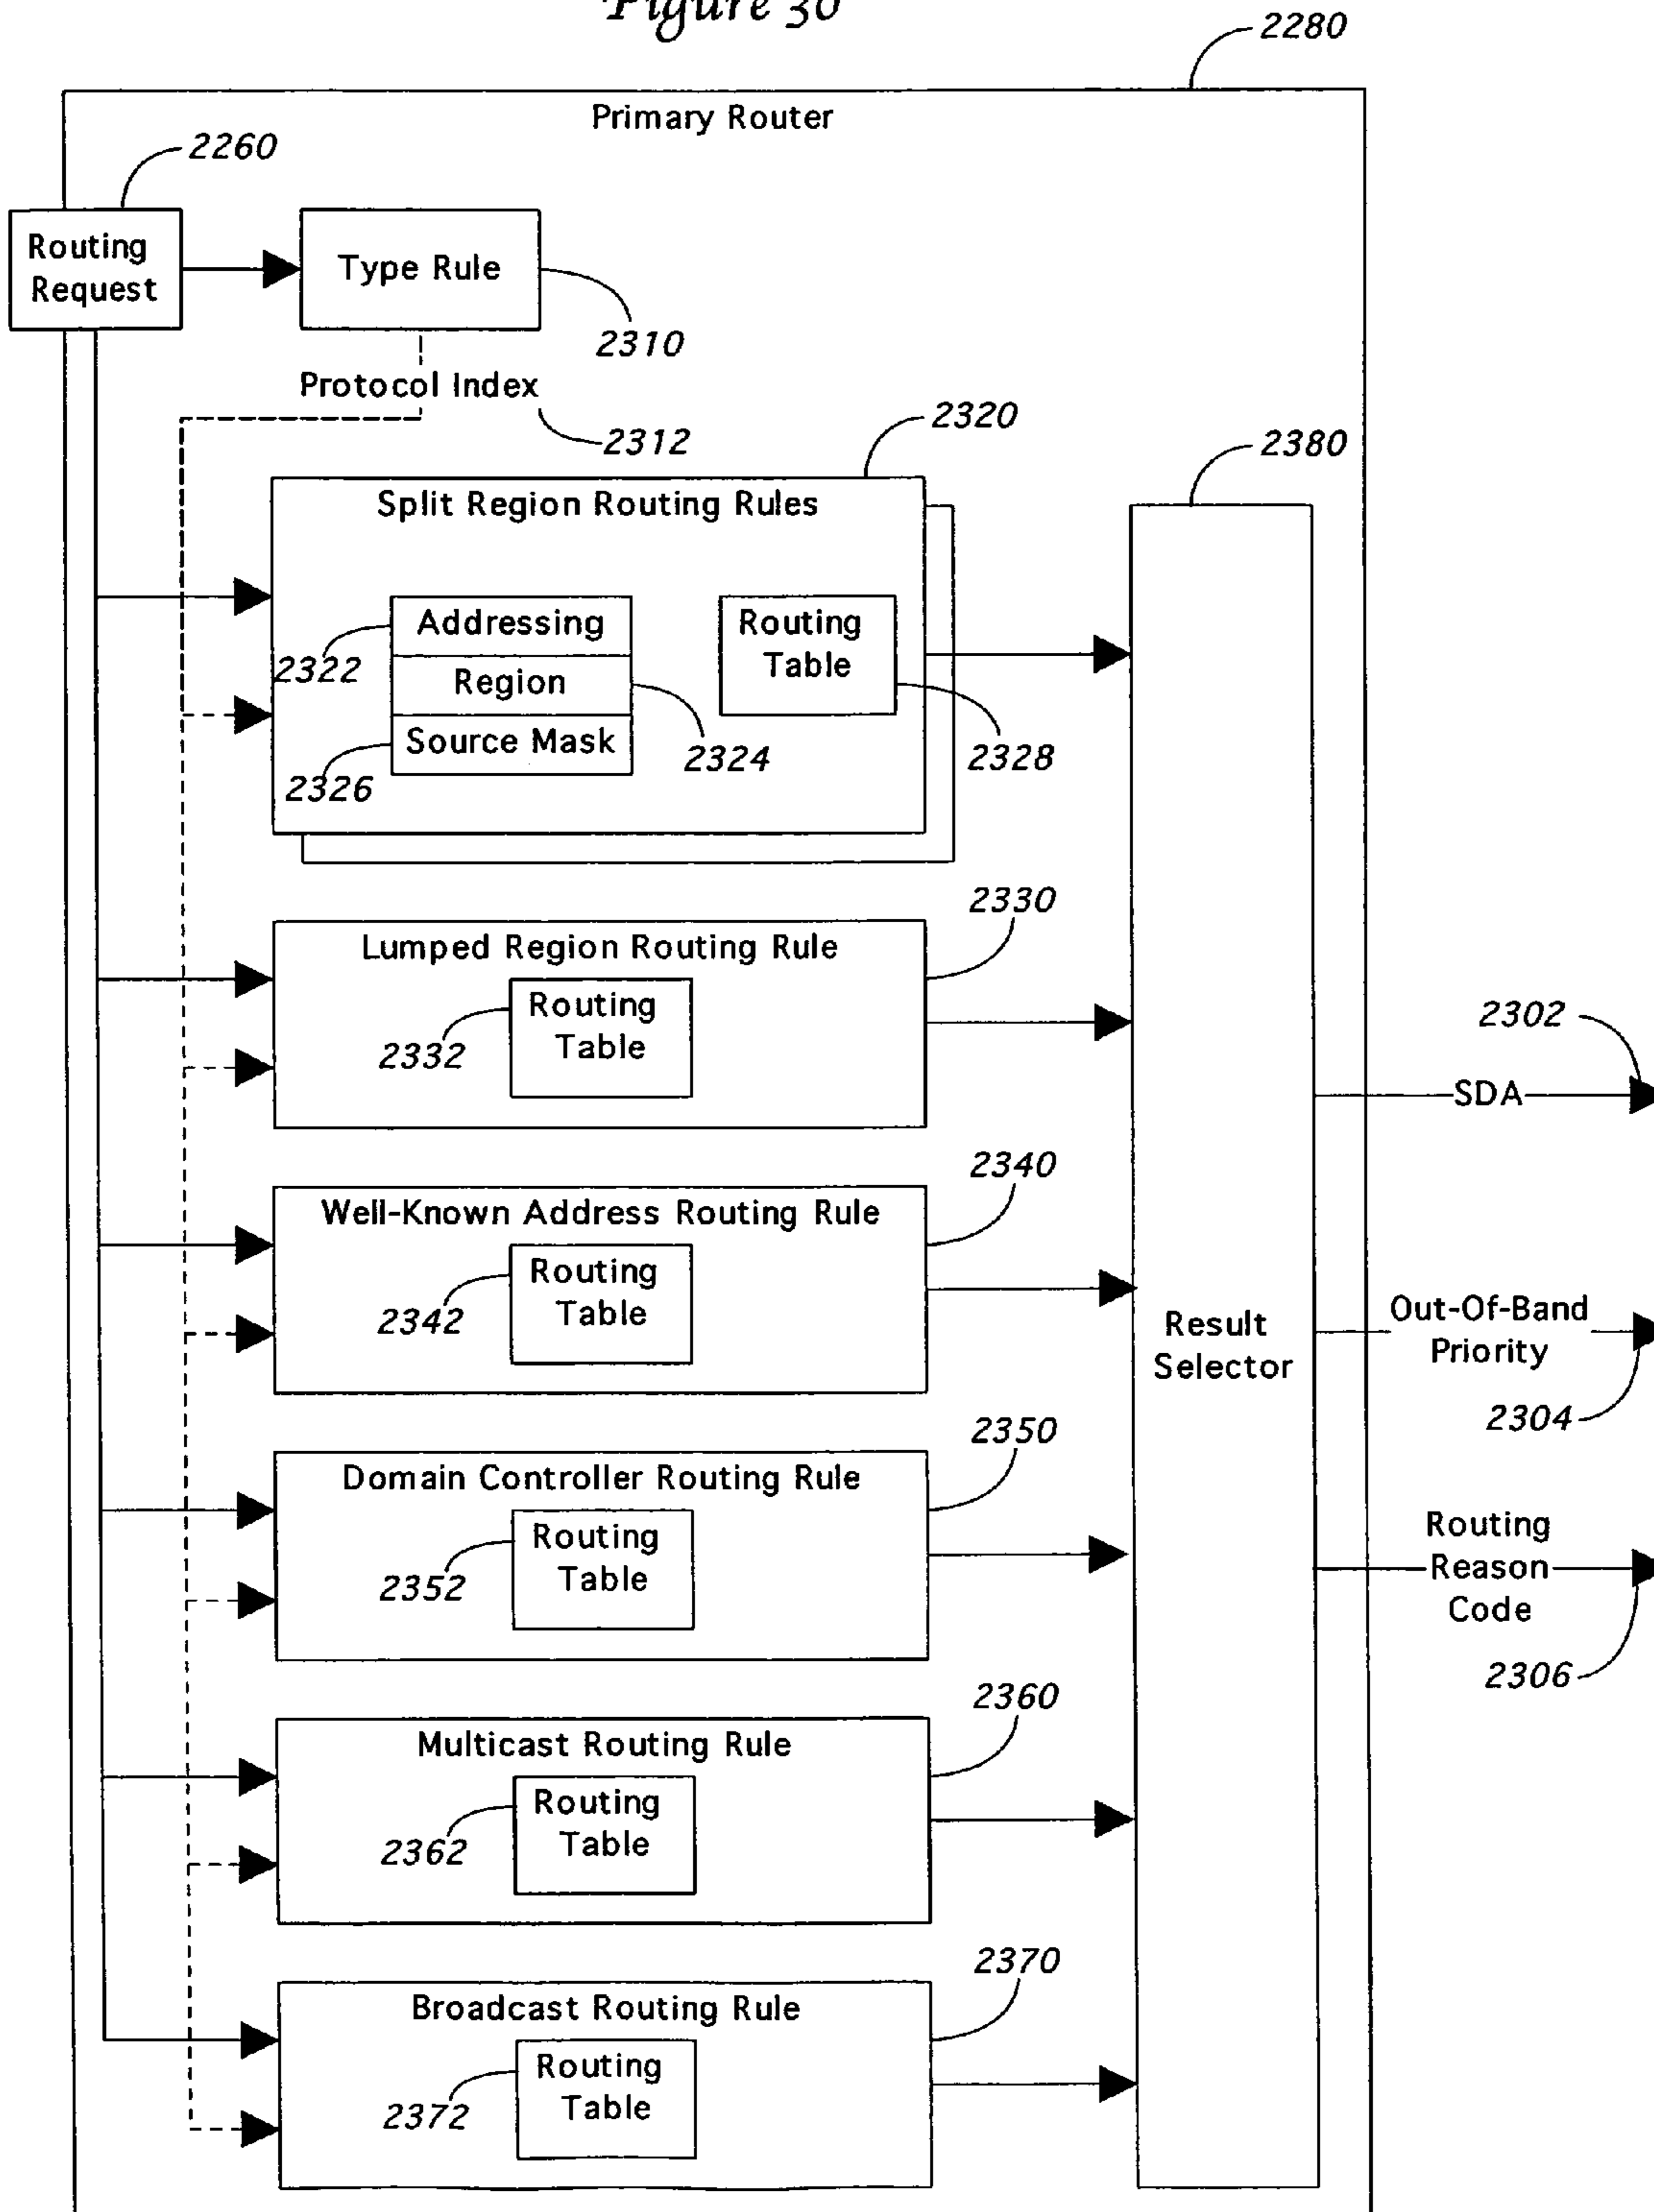 Figure 30
2280
Primary Router
2260
Routing
Request
Type Rule
2310
Protocol Index
2312
2320
2380
Split Region Routing Rules
Addressing
Routing
Table
2322
Region
Source Mask
2324
2328
2326
2330
Lumped Region Routing Rule
Routing
Table
2332
2302
SDA
2340
Well-Known Address Routing Rule
Routing
Table
2342
Result
Selector
Out-Of-Band
Priority
2304
2350
Domain Controller Routing Rule
Routing
Table
2352
Routing
Reason
Code
2306
2360
Multicast Routing Rule
Routing
Table
2362
2370
Broadcast Routing Rule
Routing
Table
2372